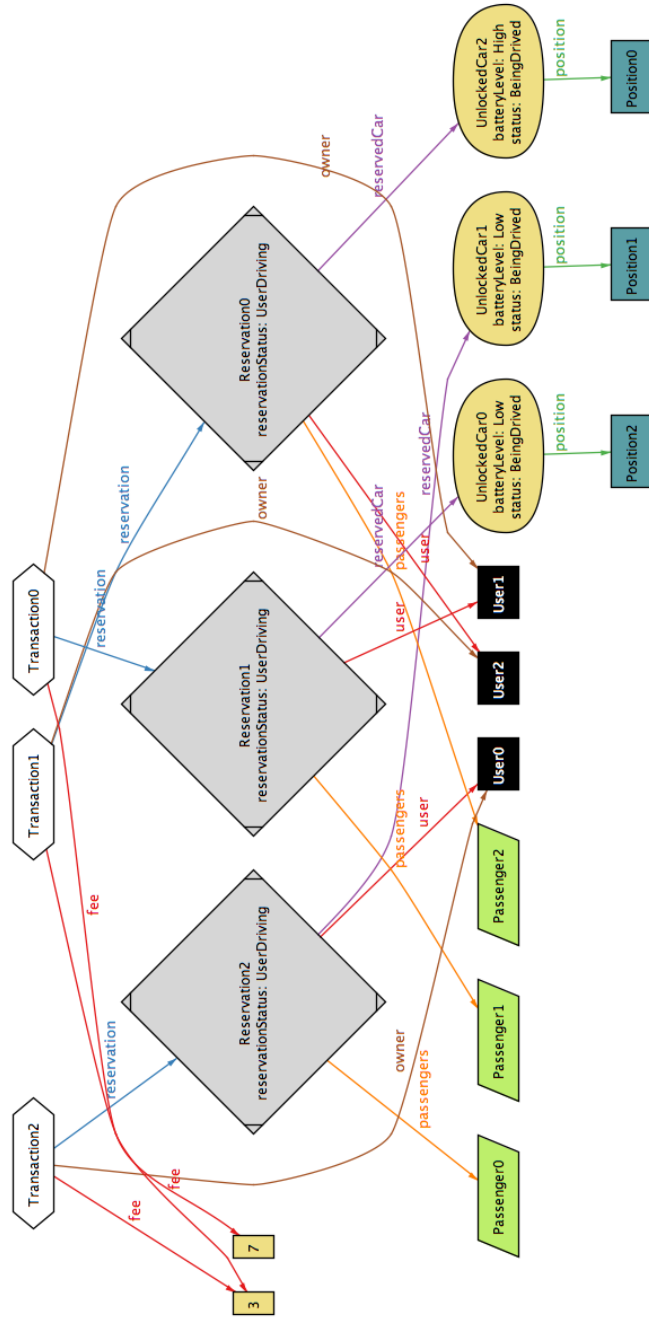 Transaction2
Transaction1
Transaction0
reservation
reservation
reservation
owner
owner
owner
fee
fee
fee
3
7
Reservation2
reservationStatus: UserDriving
Reservation1
reservationStatus: UserDriving
Reservation0
reservationStatus: UserDriving
passengers
passengers
passengers
user
user
user
reservedCar
reservedCar
reservedCar
Passenger0
Passenger1
Passenger2
User0
User2
User1
UnlockedCar0
batteryLevel: Low
status: BeingDrived
UnlockedCar1
batteryLevel: Low
status: BeingDrived
UnlockedCar2
batteryLevel: High
status: BeingDrived
position
position
position
Position2
Position1
Position0